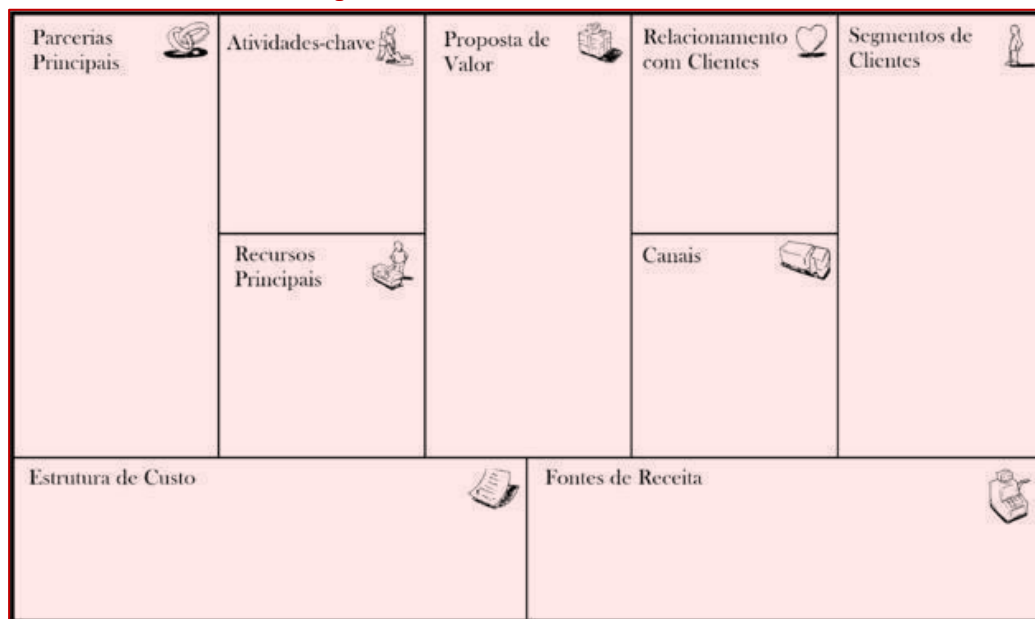 Parcerias
Principais
Atividades-chave
Proposta de
Valor
Relacionamento
com Clientes
Segmentos de
Clientes
Recursos
Principais
Canais
Estrutura de Custo
Fontes de Receita